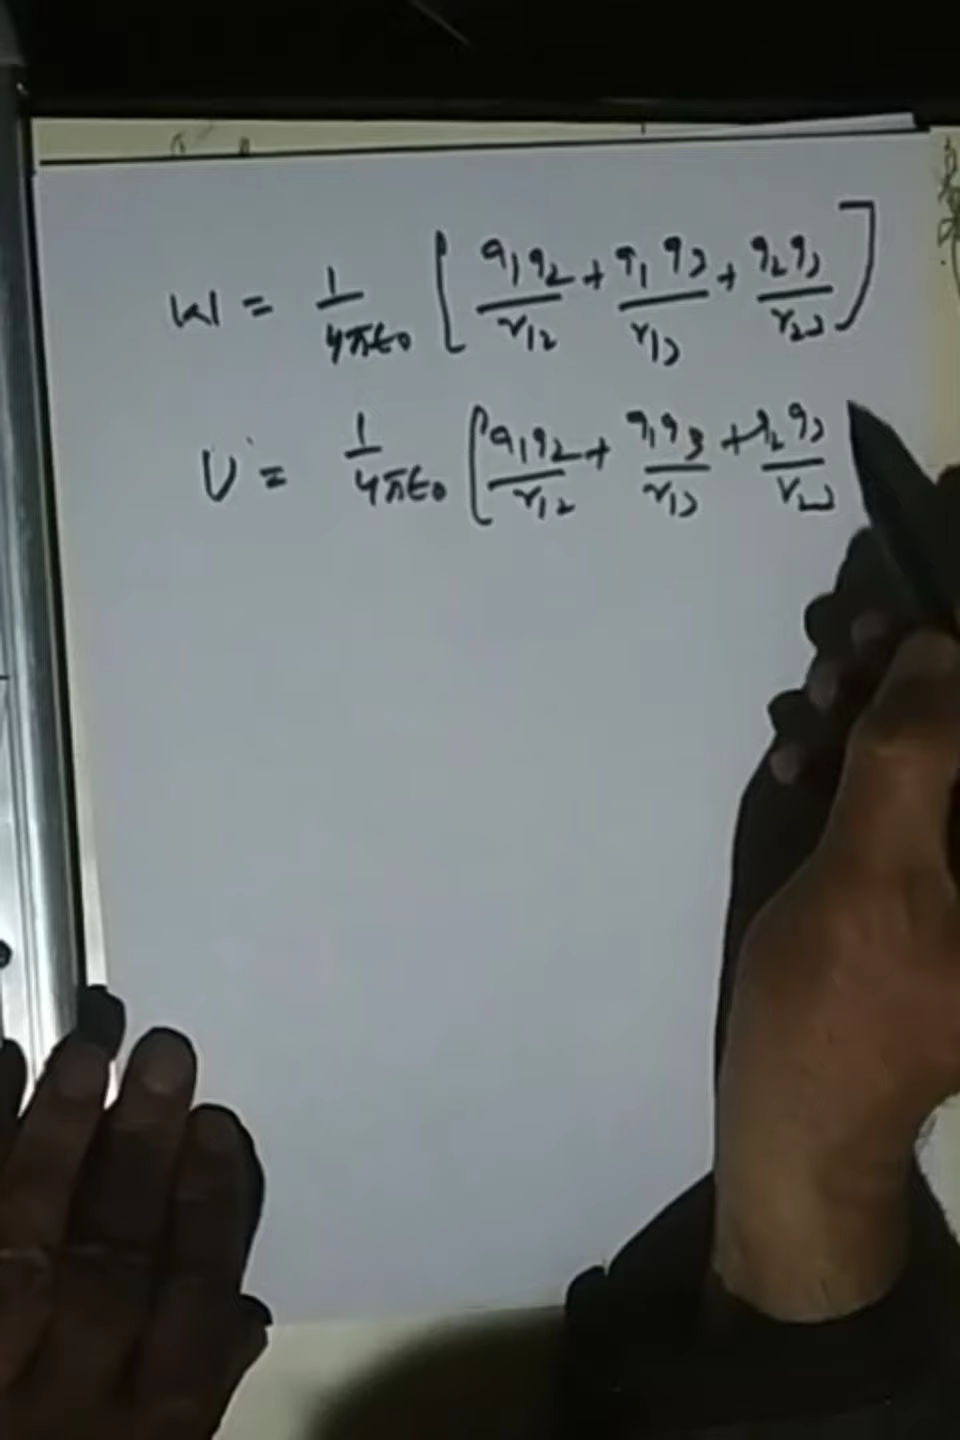 W = 1/4πε₀ [ q₁q₂/r₁₂ + q₁q₃/r₁₃ + q₂q₃/r₂₃ ]
U = 1/4πε₀ [ q₁q₂/r₁₂ + q₁q₃/r₁₃ + q₂q₃/r₂₃